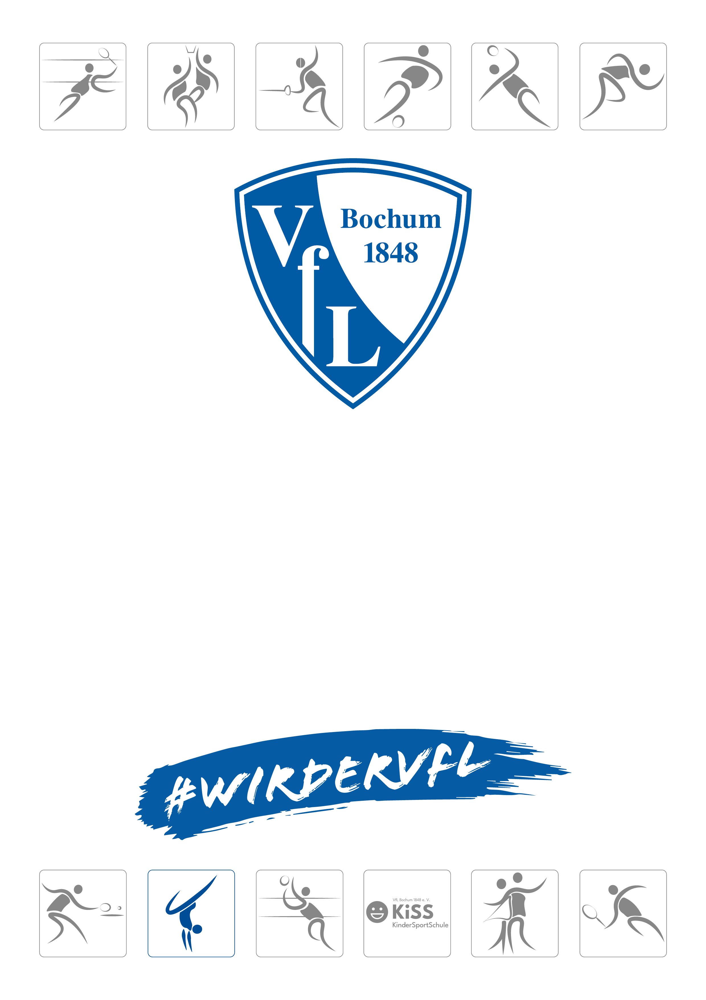 VfL
Bochum
1848
#WIRDERVFL
VfL Bochum 1848 e. V.
KiSS
KinderSportSchule